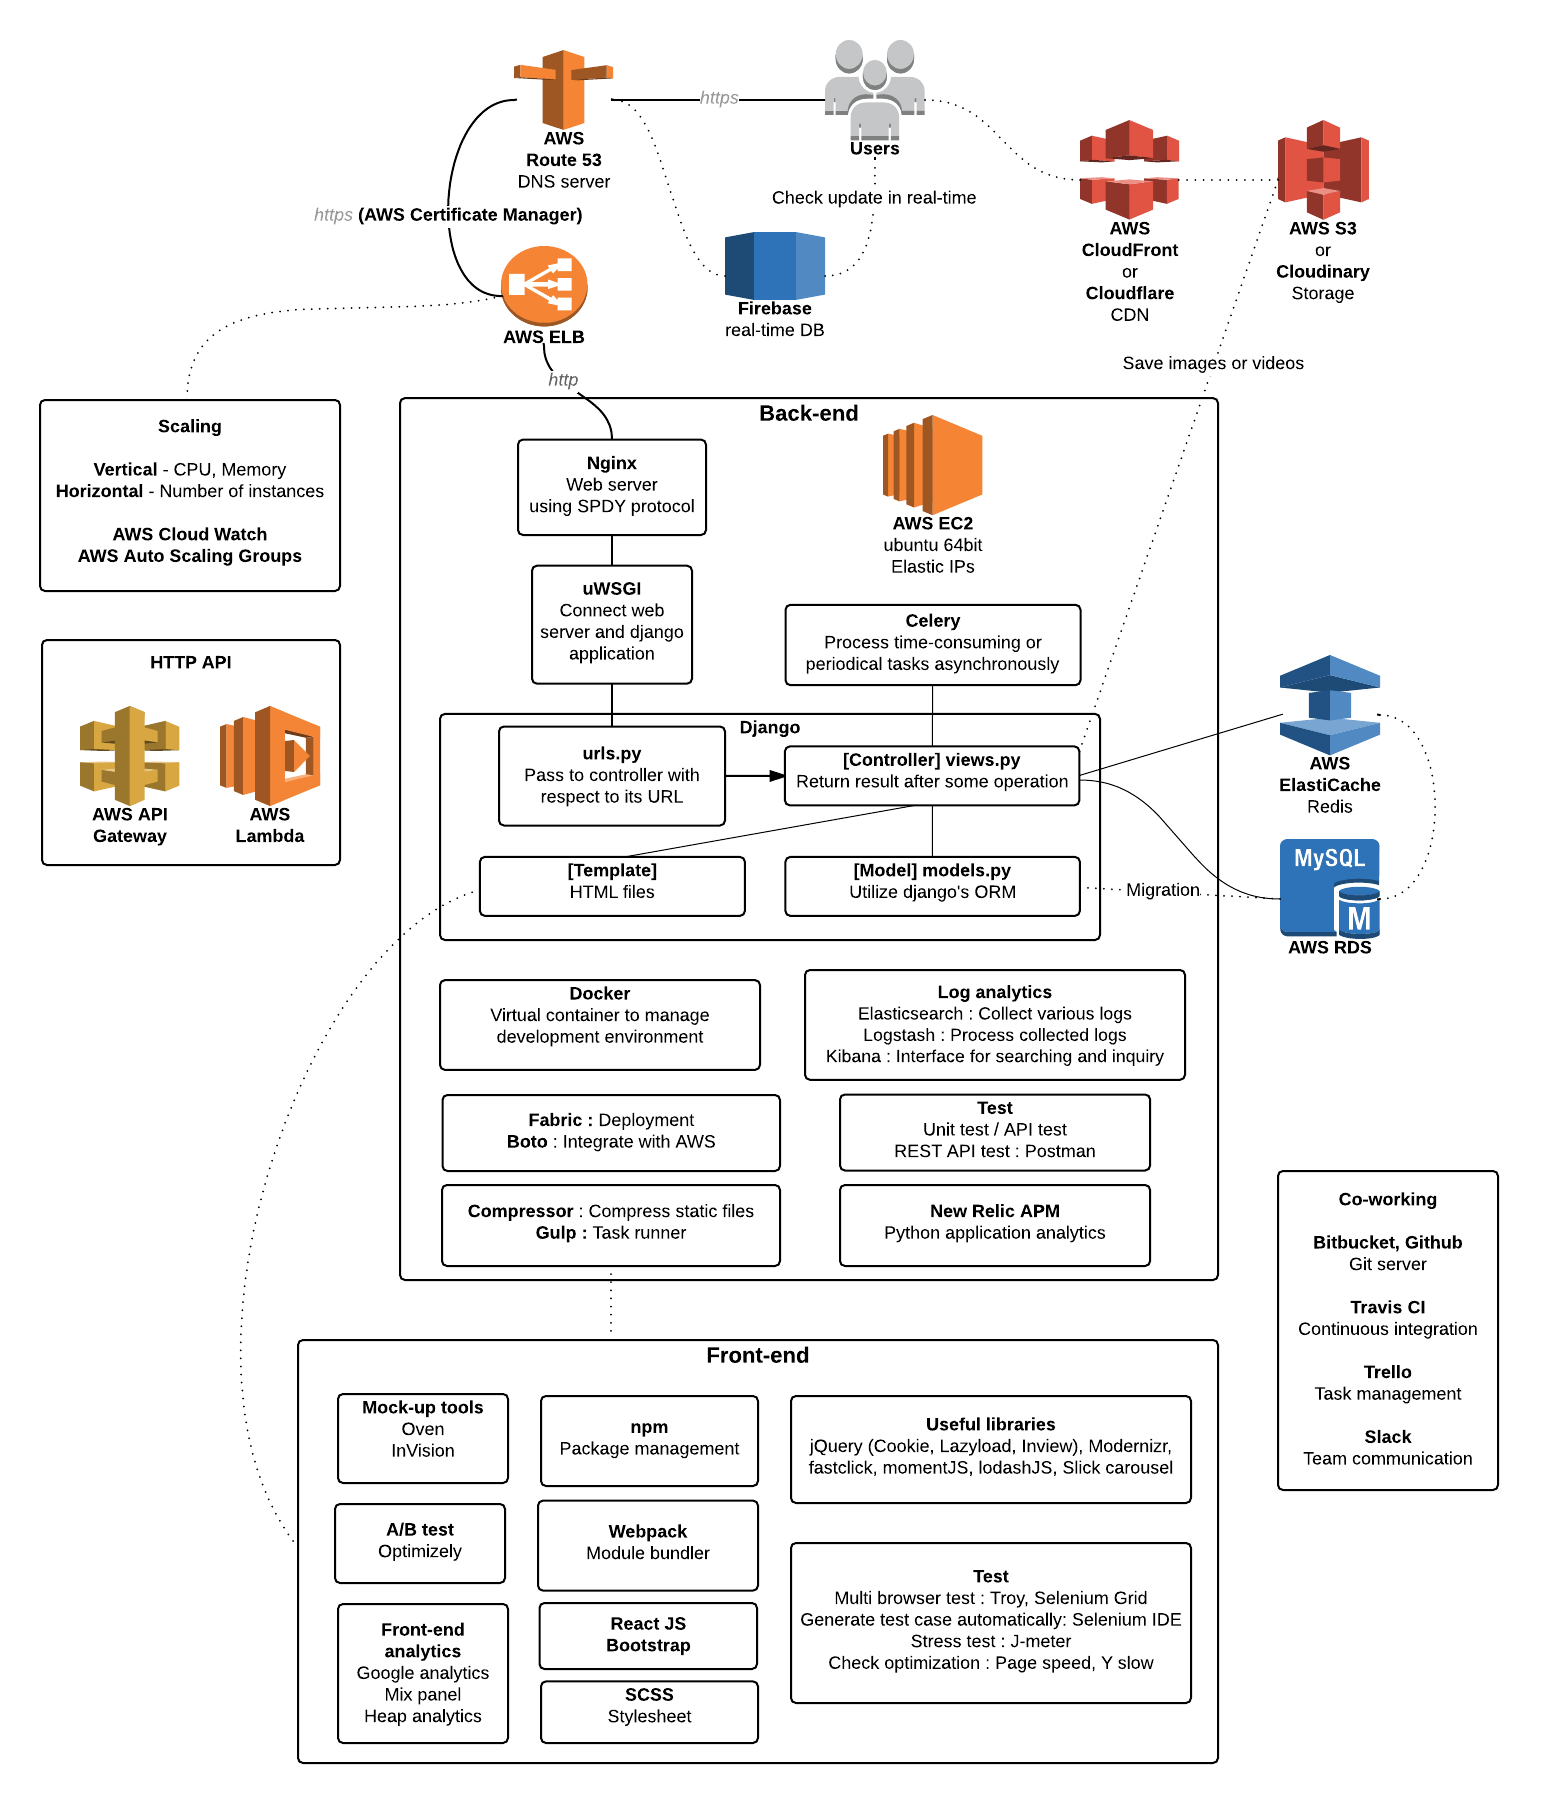 https
AWS
Route 53
DNS server
Users
Check update in real-time
https (AWS Certificate Manager)
AWS ELB
http
Firebase
real-time DB
AWS
CloudFront
or
Cloudflare
CDN
AWS S3
or
Cloudinary
Storage
Save images or videos
Scaling
Vertical - CPU, Memory
Horizontal - Number of instances
AWS Cloud Watch
AWS Auto Scaling Groups
HTTP API
AWS API
Gateway
AWS
Lambda
Back-end
Nginx
Web server
using SPDY protocol
AWS EC2
ubuntu 64bit
Elastic IPs
uWSGI
Connect web
server and django
application
Celery
Process time-consuming or
periodical tasks asynchronously
Django
urls.py
Pass to controller with
respect to its URL
[Controller] views.py
Return result after some operation
[Template]
HTML files
[Model] models.py
Utilize django's ORM
Migration
AWS
ElastiCache
Redis
MySQL
M
AWS RDS
Docker
Virtual container to manage
development environment
Log analytics
Elasticsearch : Collect various logs
Logstash : Process collected logs
Kibana : Interface for searching and inquiry
Fabric : Deployment
Boto : Integrate with AWS
Test
Unit test / API test
REST API test : Postman
Compressor : Compress static files
Gulp : Task runner
New Relic APM
Python application analytics
Co-working
Bitbucket, Github
Git server
Travis CI
Continuous integration
Trello
Task management
Slack
Team communication
Front-end
Mock-up tools
Oven
InVision
npm
Package management
Useful libraries
jQuery (Cookie, Lazyload, Inview), Modernizr,
fastclick, momentJS, lodashJS, Slick carousel
A/B test
Optimizely
Webpack
Module bundler
Test
Multi browser test : Troy, Selenium Grid
Generate test case automatically: Selenium IDE
Stress test : J-meter
Check optimization : Page speed, Y slow
Front-end
analytics
Google analytics
Mix panel
Heap analytics
React JS
Bootstrap
SCSS
Stylesheet